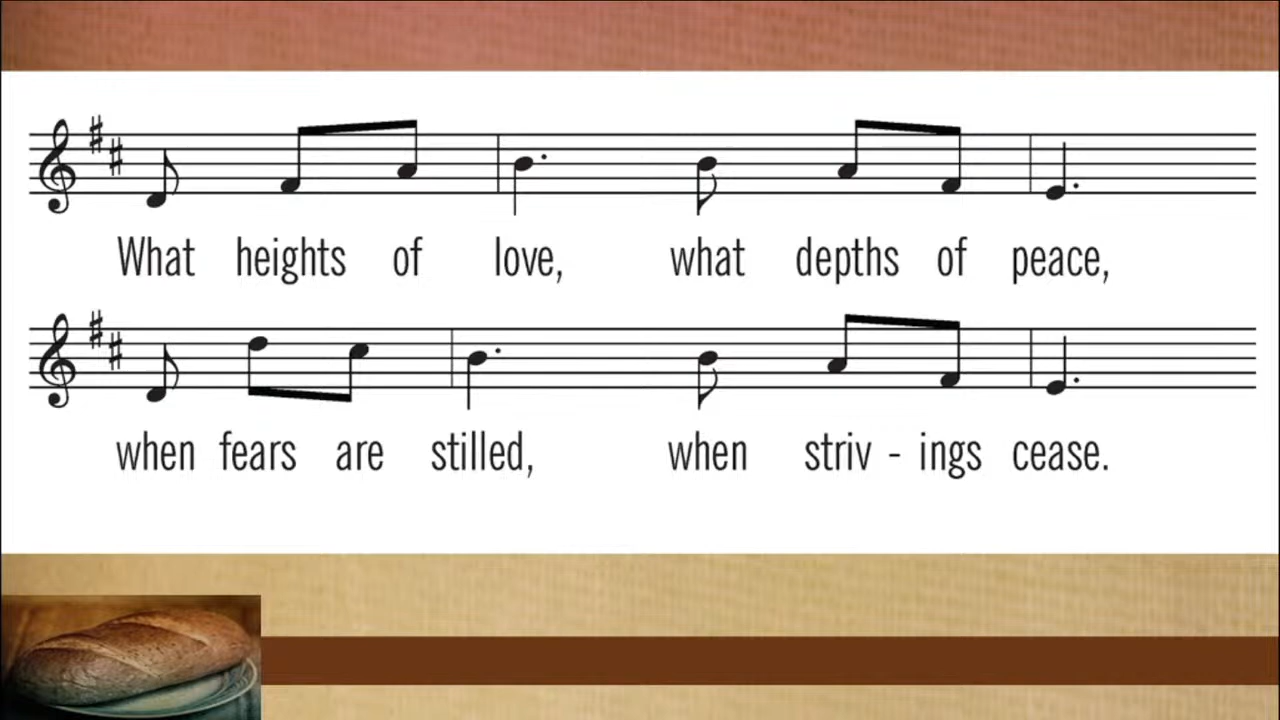 What heights of love, what depths of peace,
when fears are stilled, when striv - ings cease.